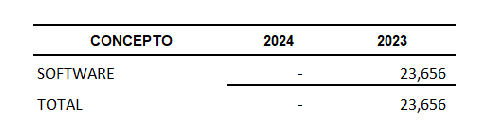 CONCEPTO 2024 2023
SOFTWARE - 23,656
TOTAL - 23,656